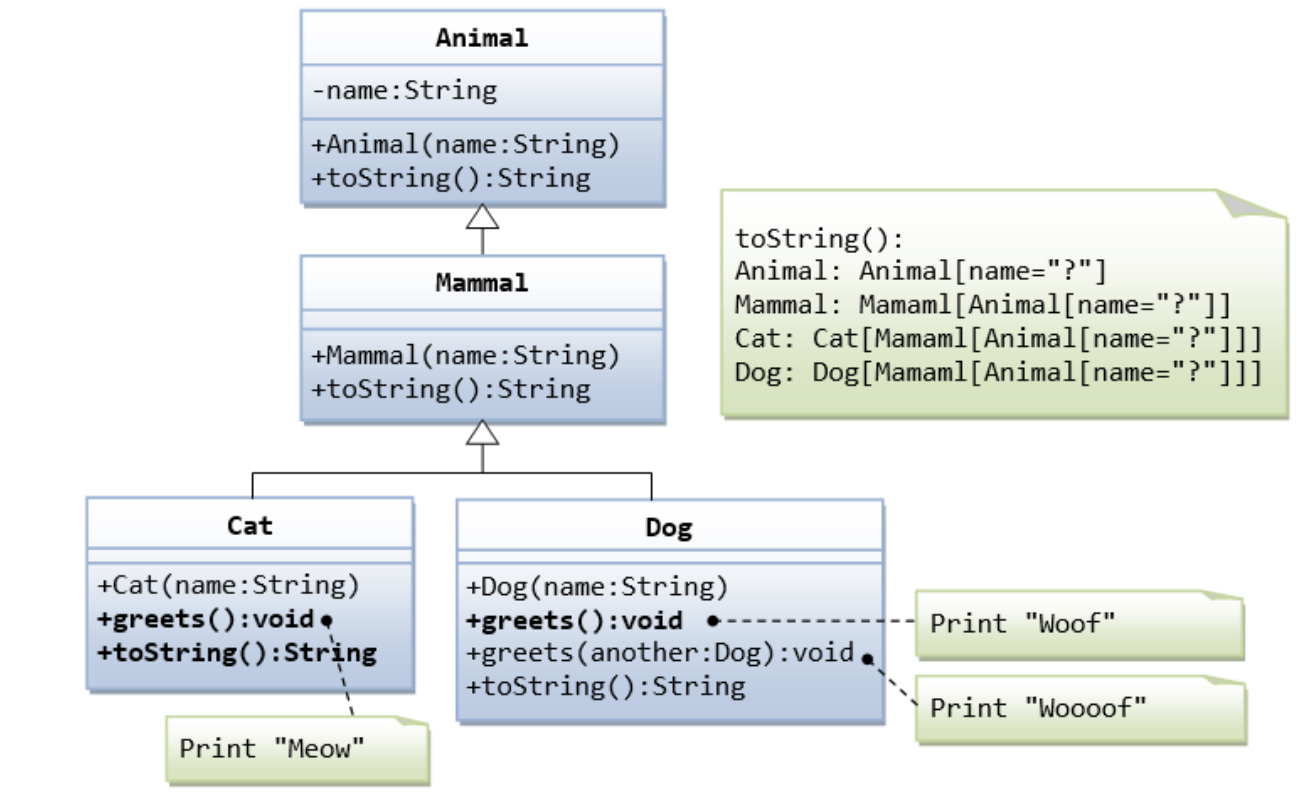 Animal
-name:String
+Animal(name:String)
+toString():String
toString():
Animal: Animal[name="?"]
Mammal: Mamaml[Animal[name="?"]]
Cat: Cat[Mamaml[Animal[name="?"]]]
Dog: Dog[Mamaml[Animal[name="?"]]]
Mammal
+Mammal(name:String)
+toString():String
Cat
+Cat(name:String)
+greets():void
+toString():String
Print "Meow"
Dog
+Dog(name:String)
+greets():void
+greets(another:Dog):void
+toString():String
Print "Woof"
Print "Woooof"